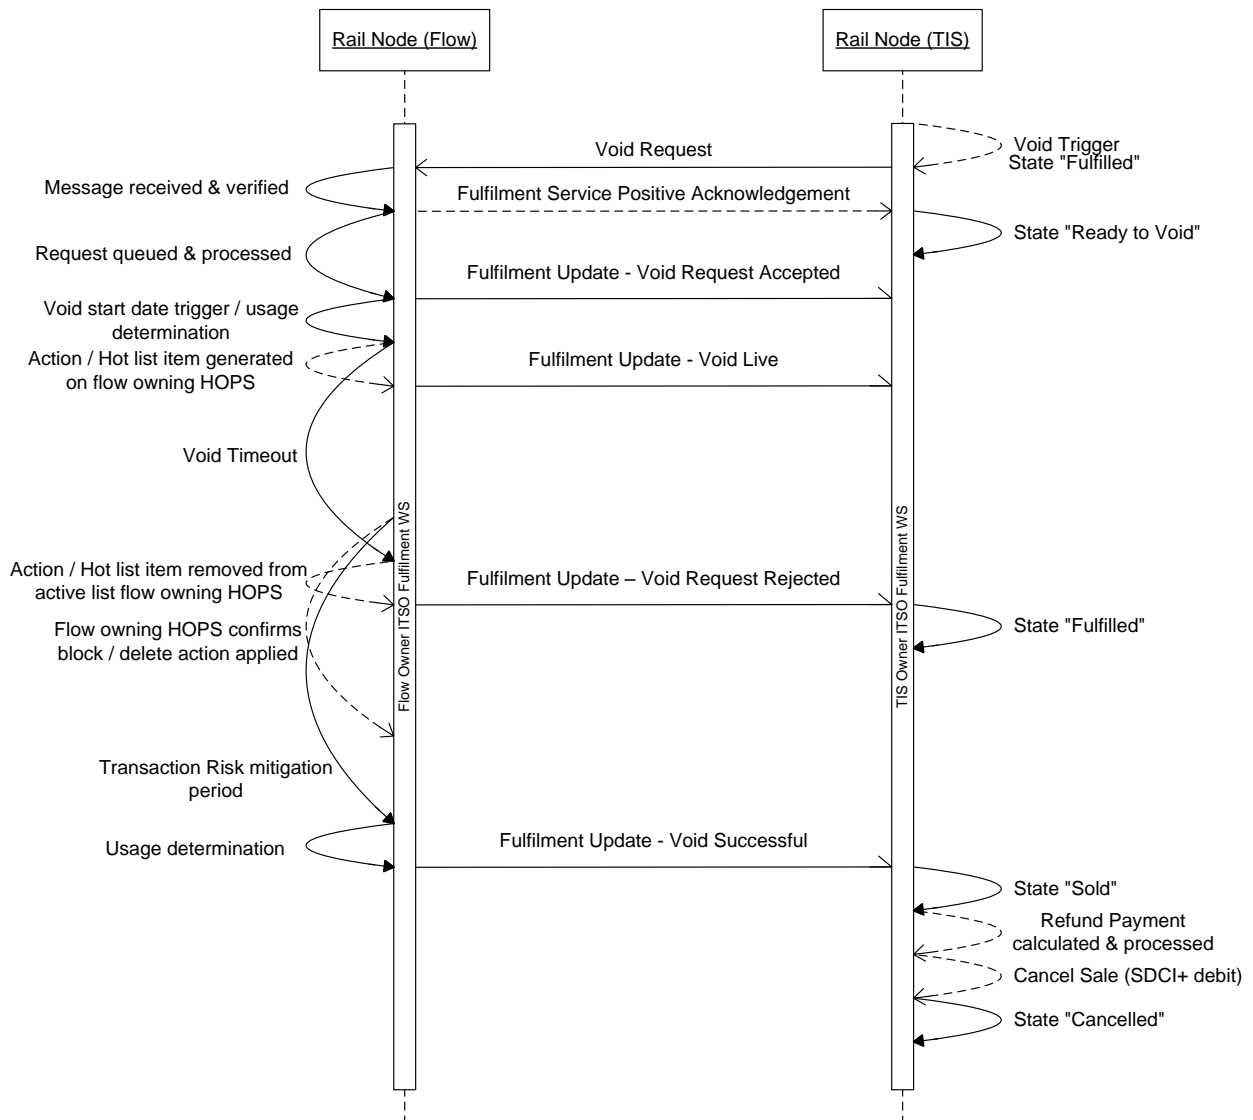 Rail Node (Flow)
Rail Node (TIS)
Void Trigger
State "Fulfilled"
Void Request
Message received & verified
Fulfilment Service Positive Acknowledgement
State "Ready to Void"
Request queued & processed
Fulfilment Update - Void Request Accepted
Void start date trigger / usage
determination
Action / Hot list item generated
on flow owning HOPS
Fulfilment Update - Void Live
Void Timeout
Flow Owner ITSO Fulfilment WS
TIS Owner ITSO Fulfilment WS
Action / Hot list item removed from
active list flow owning HOPS
Fulfilment Update – Void Request Rejected
Flow owning HOPS confirms
block / delete action applied
State "Fulfilled"
Transaction Risk mitigation
period
Usage determination
Fulfilment Update - Void Successful
State "Sold"
Refund Payment
calculated & processed
Cancel Sale (SDCI+ debit)
State "Cancelled"